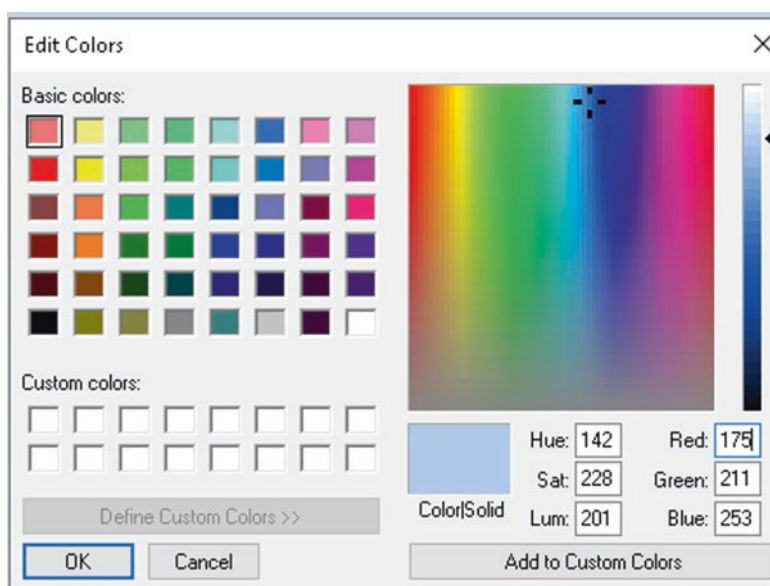 Edit Colors
Basic colors:
Custom colors:
Define Custom Colors >>
OK Cancel
Color|Solid
Hue: 142 Red: 175
Sat: 228 Green: 211
Lum: 201 Blue: 253
Add to Custom Colors